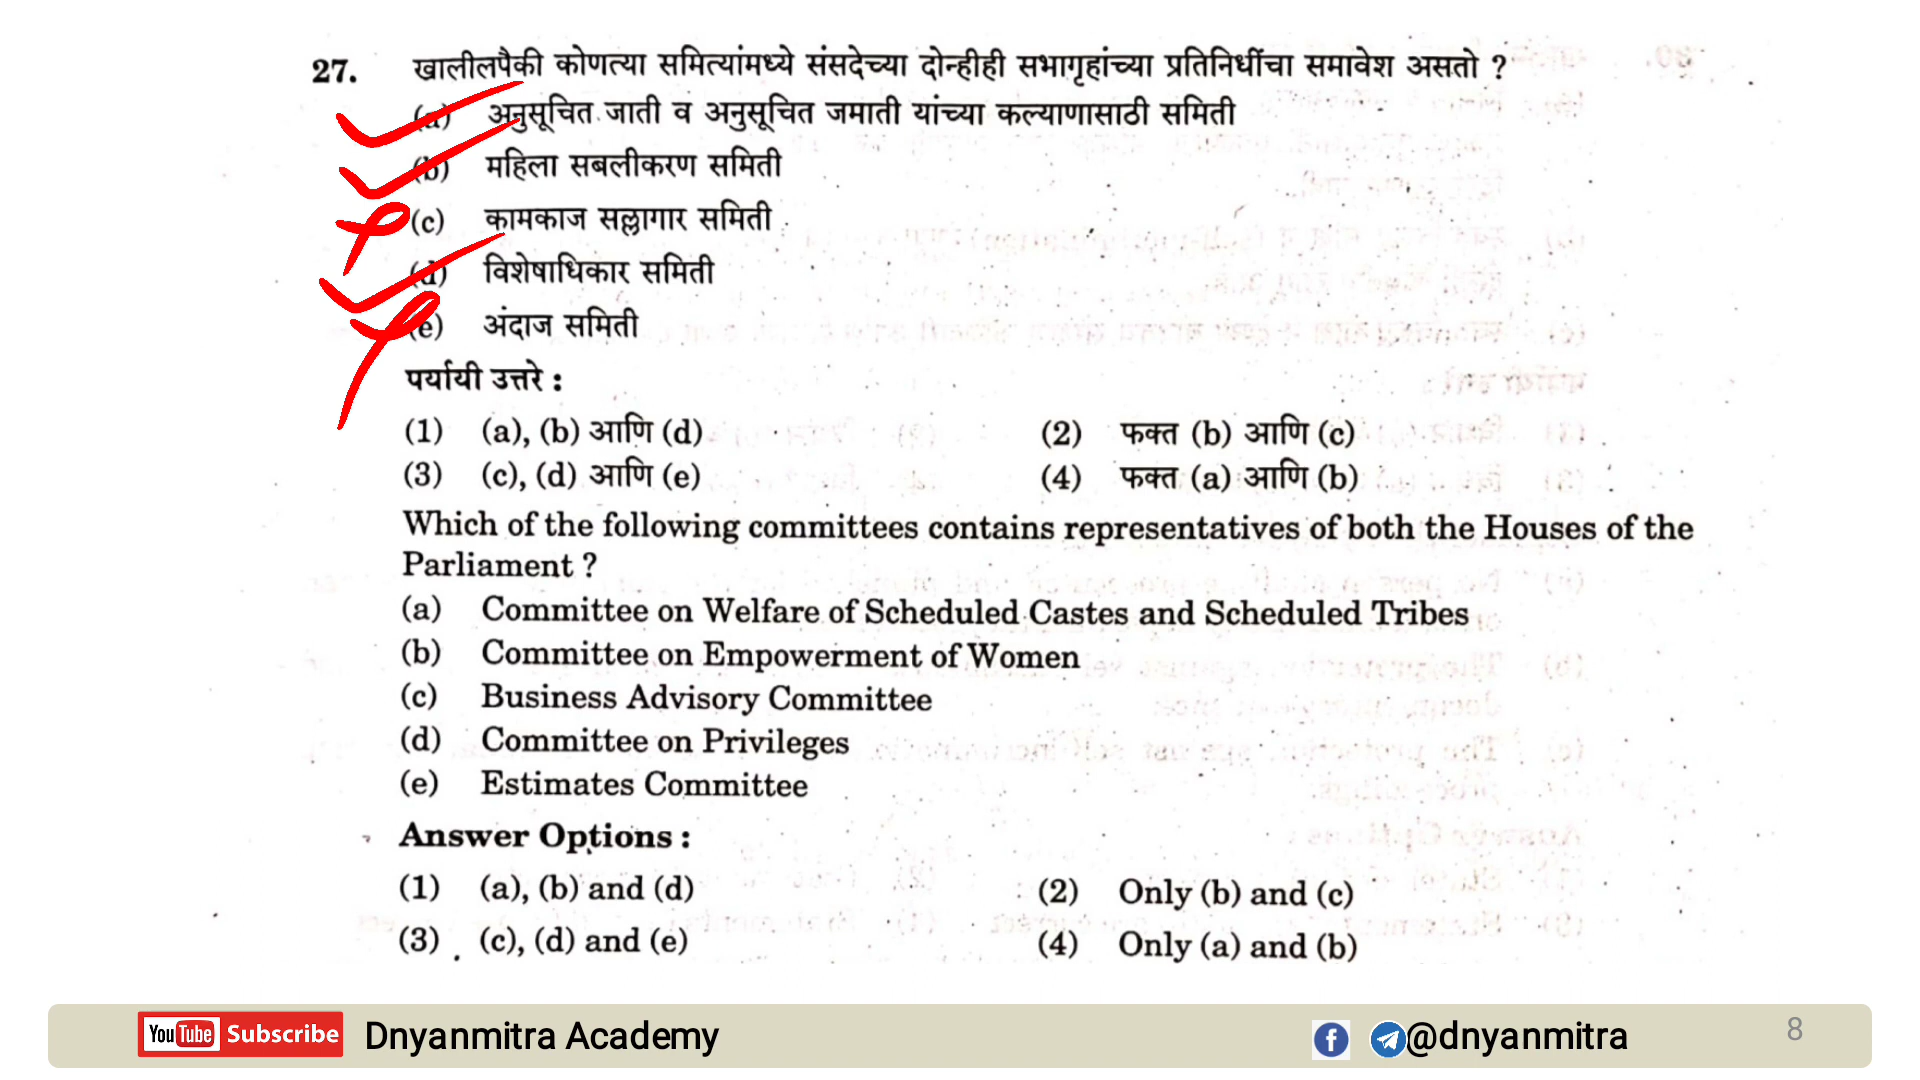 27. खालीलपैकी कोणत्या समित्यांमध्ये संसदेच्या दोन्हीही सभागृहांच्या प्रतिनिधींचा समावेश असतो ?
(a) अनुसूचित जाती व अनुसूचित जमाती यांच्या कल्याणासाठी समिती
(b) महिला सबलीकरण समिती
(c) कामकाज सल्लागार समिती
(d) विशेषाधिकार समिती
(e) अंदाज समिती
पर्यायी उत्तरे :
(1) (a), (b) आणि (d) (2) फक्त (b) आणि (c)
(3) (c), (d) आणि (e) (4) फक्त (a) आणि (b)
Which of the following committees contains representatives of both the Houses of the
Parliament ?
(a) Committee on Welfare of Scheduled Castes and Scheduled Tribes
(b) Committee on Empowerment of Women
(c) Business Advisory Committee
(d) Committee on Privileges
(e) Estimates Committee
Answer Options :
(1) (a), (b) and (d) (2) Only (b) and (c)
(3) (c), (d) and (e) (4) Only (a) and (b)
YouTube Subscribe Dnyanmitra Academy @dnyanmitra 8